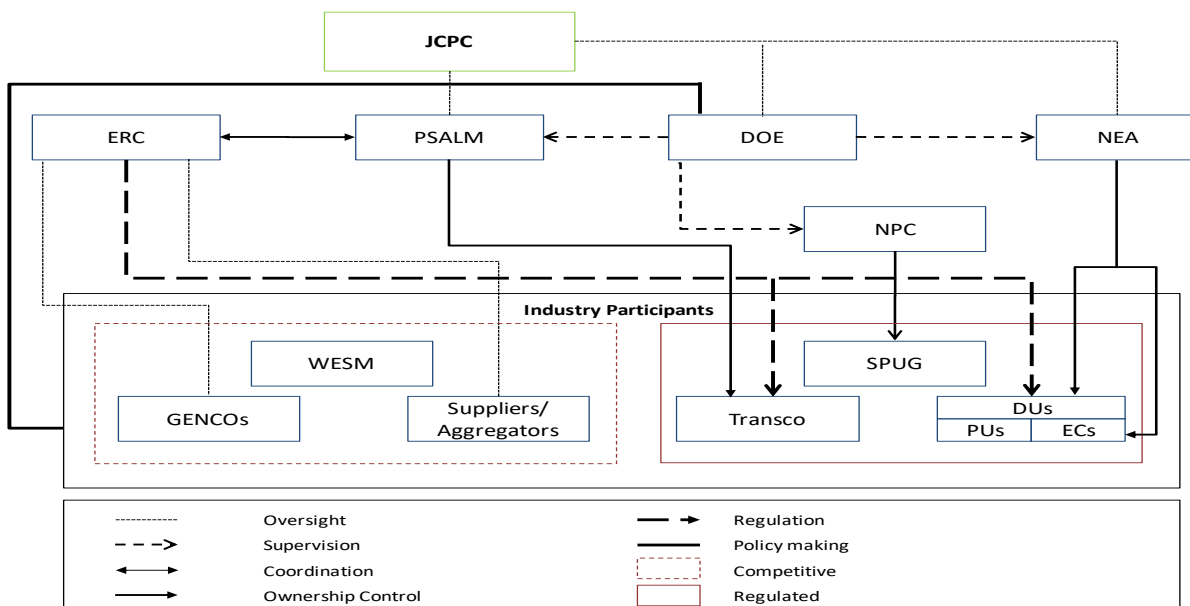 JCPC
ERC
PSALM
DOE
NEA
NPC
Industry Participants
WESM
SPUG
GENCOs
Suppliers/
Aggregators
Transco
DUs
PUs
ECs
Oversight
Regulation
Supervision
Policy making
Coordination
Competitive
Ownership Control
Regulated